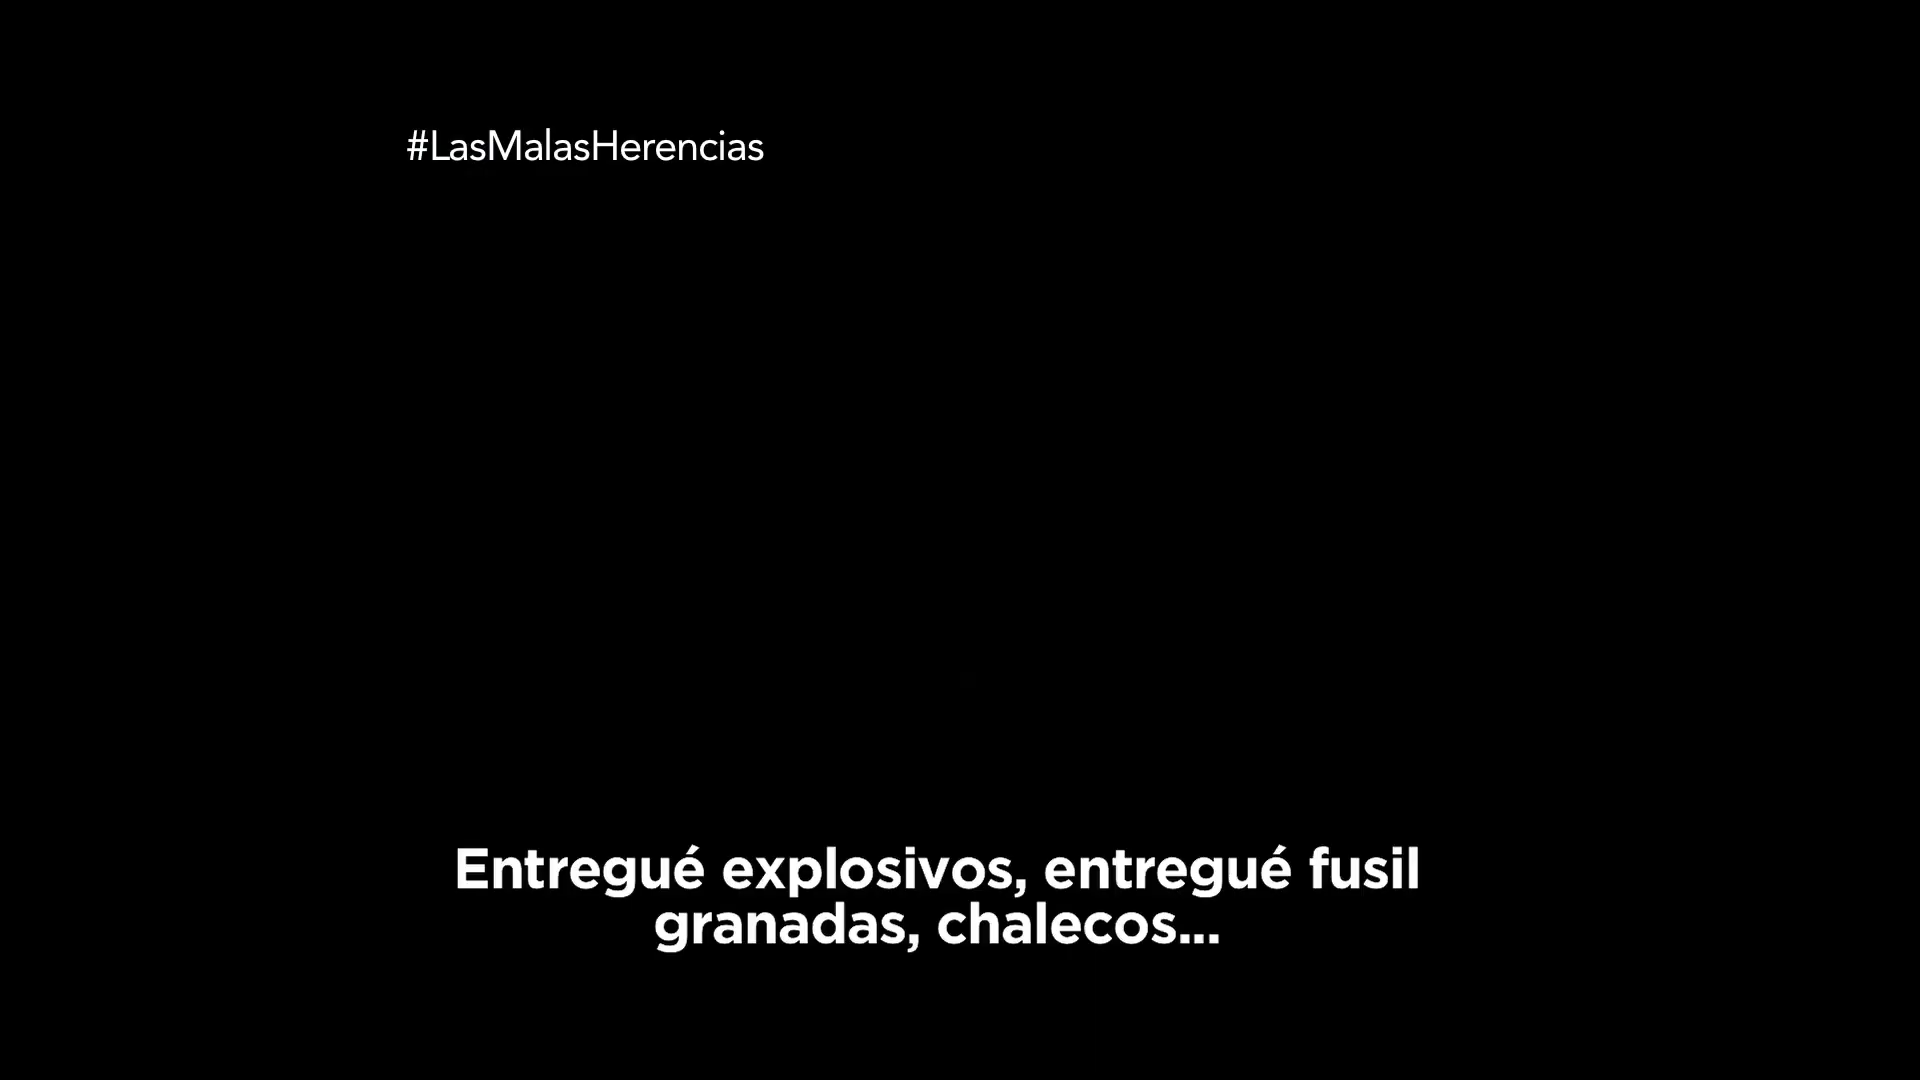 #LasMalasHerencias
Entregué explosivos, entregué fusil
granadas, chalecos...